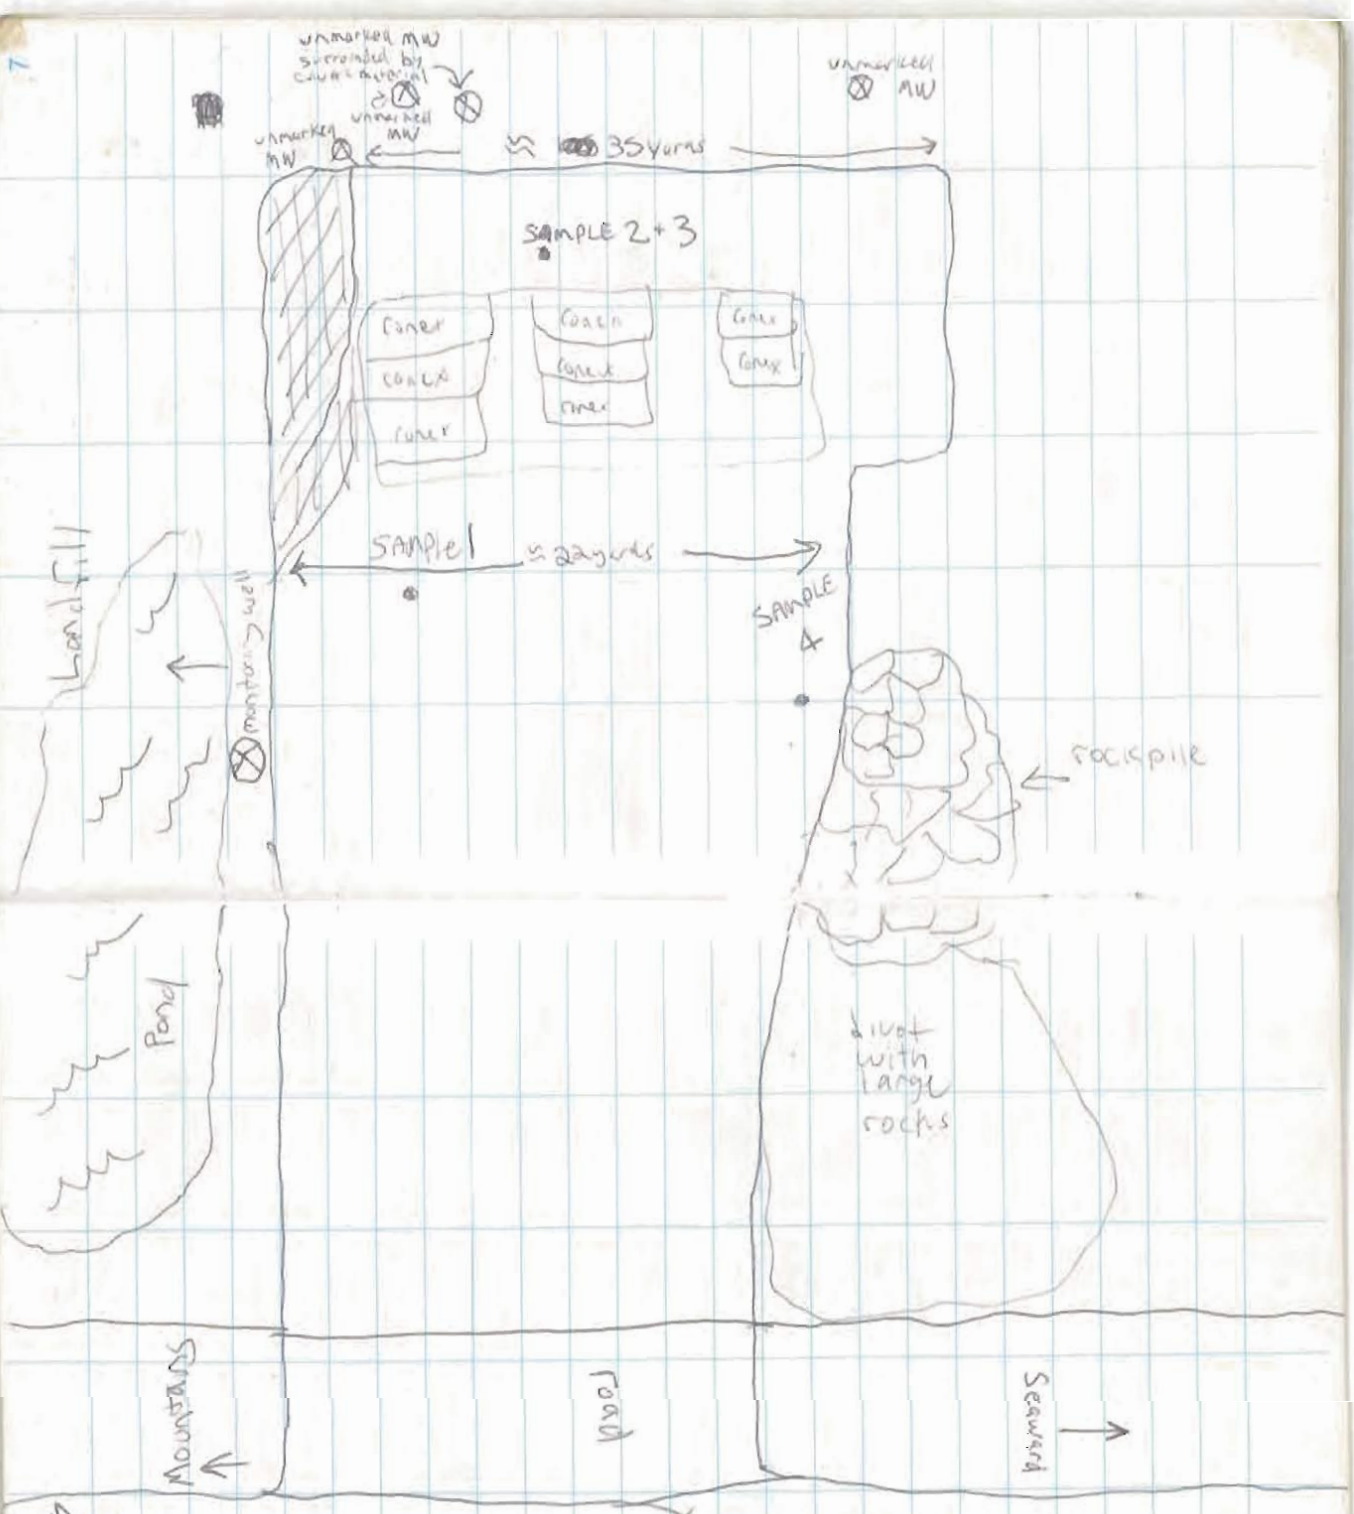 unmarked MW
surrounded by
unmarked
MW
unmarked
MW
unmarked
MW
≈ 35 yards
SAMPLE 2 + 3
conex
conex
conex
conex
conex
conex
conex
conex
SAMPLE 1
≈ 22 yards
Landfill
monitoring well
SAMPLE
4
rockpile
Pond
divot
with
large
rocks
Mountains
road
Seaward